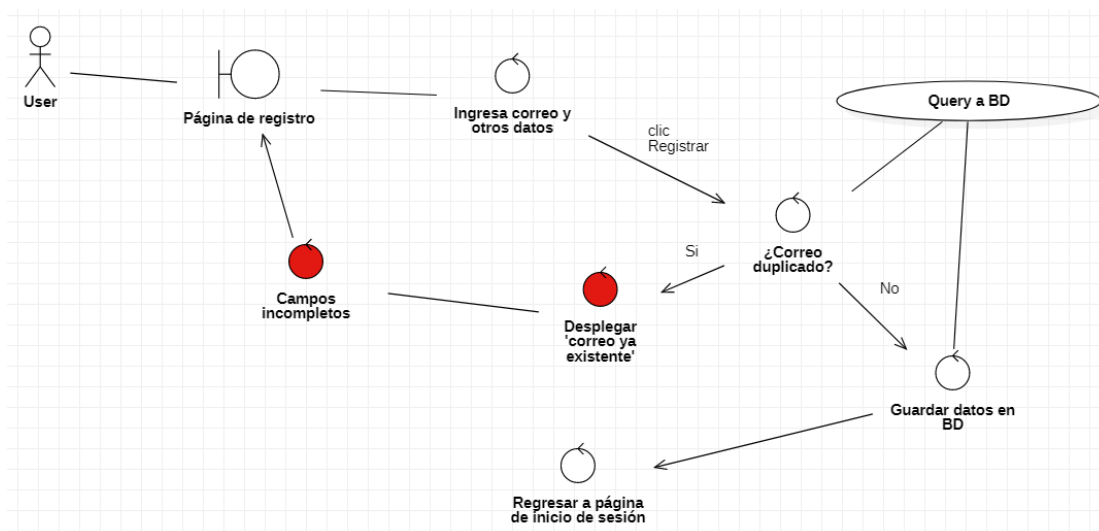 User
Página de registro
Ingresa correo y
otros datos
Query a BD
clic
Registrar
¿Correo
duplicado?
Si
No
Campos
incompletos
Desplegar
'correo ya
existente'
Guardar datos en
BD
Regresar a página
de inicio de sesión